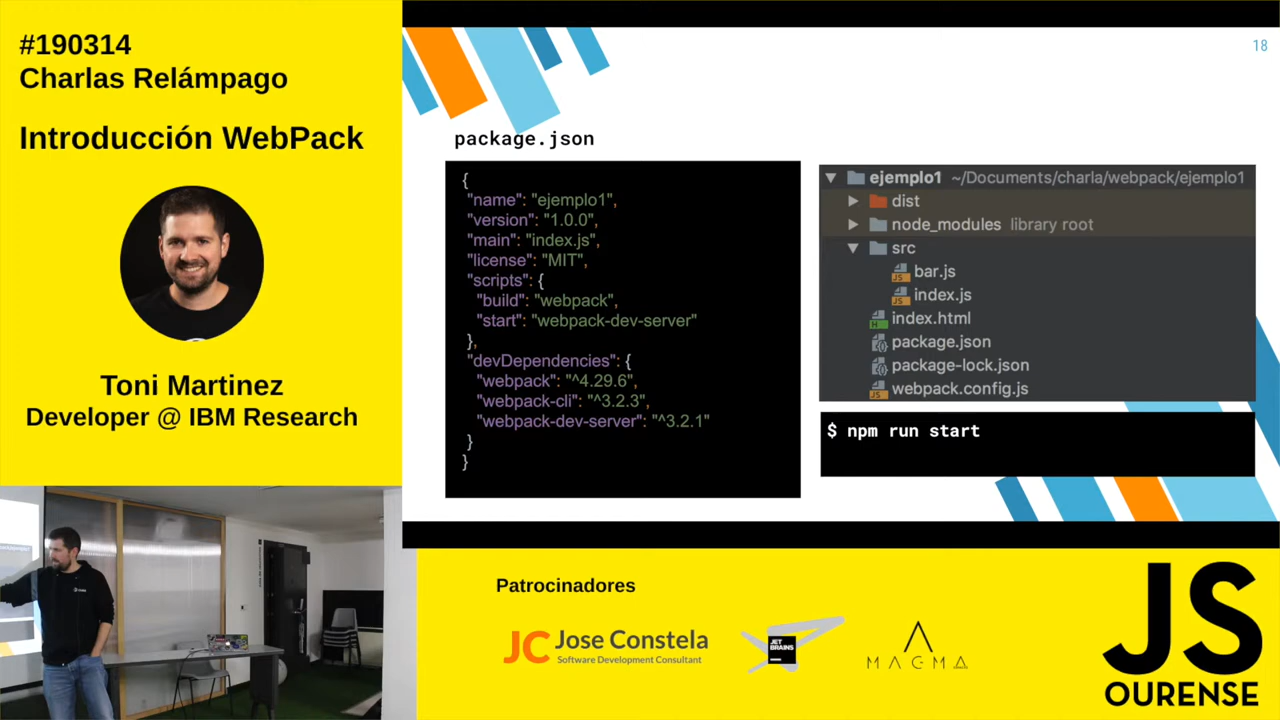 #190314
Charlas Relámpago
Introducción WebPack
Toni Martinez
Developer @ IBM Research
18
package.json
{
"name": "ejemplo1",
"version": "1.0.0",
"main": "index.js",
"license": "MIT",
"scripts": {
"build": "webpack",
"start": "webpack-dev-server"
},
"devDependencies": {
"webpack": "^4.29.6",
"webpack-cli": "^3.2.3",
"webpack-dev-server": "^3.2.1"
}
}
ejemplo1 ~/Documents/charla/webpack/ejemplo1
dist
node_modules library root
src
bar.js
index.js
index.html
package.json
package-lock.json
webpack.config.js
$ npm run start
Patrocinadores
JC Jose Constela
Software Development Consultant
JET
BRAINS
MAGMA
JS
OURENSE